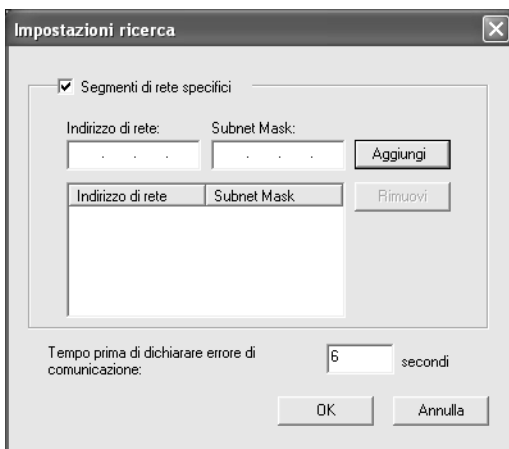 Impostazioni ricerca
Segmenti di rete specifici
Indirizzo di rete: Subnet Mask:
. . . . . . Aggiungi
Indirizzo di rete Subnet Mask Rimuovi
Tempo prima di dichiarare errore di
comunicazione:
6 secondi
OK Annulla